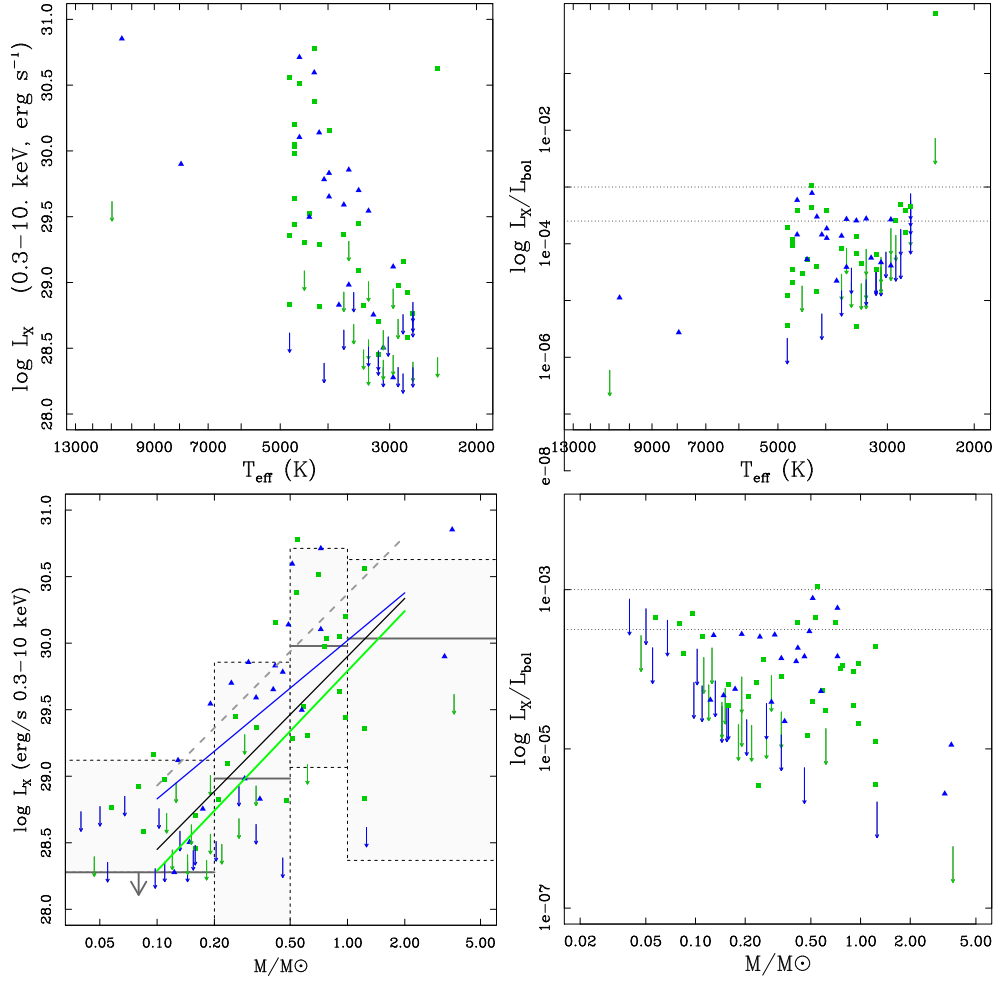 log L_X (0.3−10. keV, erg s⁻¹)
31.0
30.5
30.0
29.5
29.0
28.5
28.0
13000 9000 7000 5000 3000 2000
T_eff (K)
log L_X/L_bol
1e−02
1e−04
1e−06
1e−08
13000 9000 7000 5000 3000 2000
T_eff (K)
log L_X (erg/s 0.3−10 keV)
31.0
30.5
30.0
29.5
29.0
28.5
28.0
0.05 0.10 0.20 0.50 1.00 2.00 5.00
M/M☉
log L_X/L_bol
1e−03
1e−05
1e−07
0.02 0.05 0.10 0.20 0.50 1.00 2.00 5.00
M/M☉